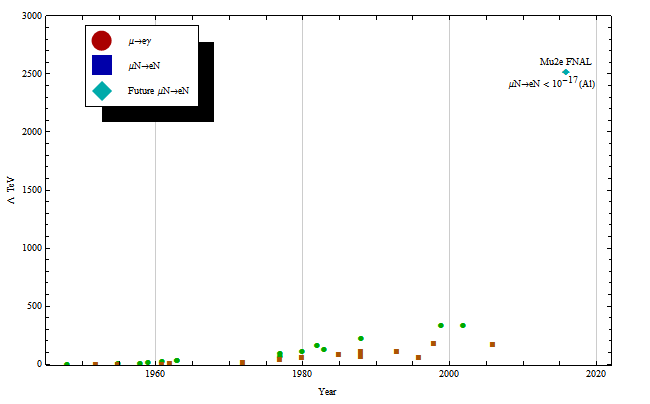 3000
2500
2000
1500
1000
500
0
Λ TeV
μ→eγ
μN→eN
Future μN→eN
Mu2e FNAL
μN→eN < 10⁻¹⁷(Al)
1960
1980
2000
2020
Year